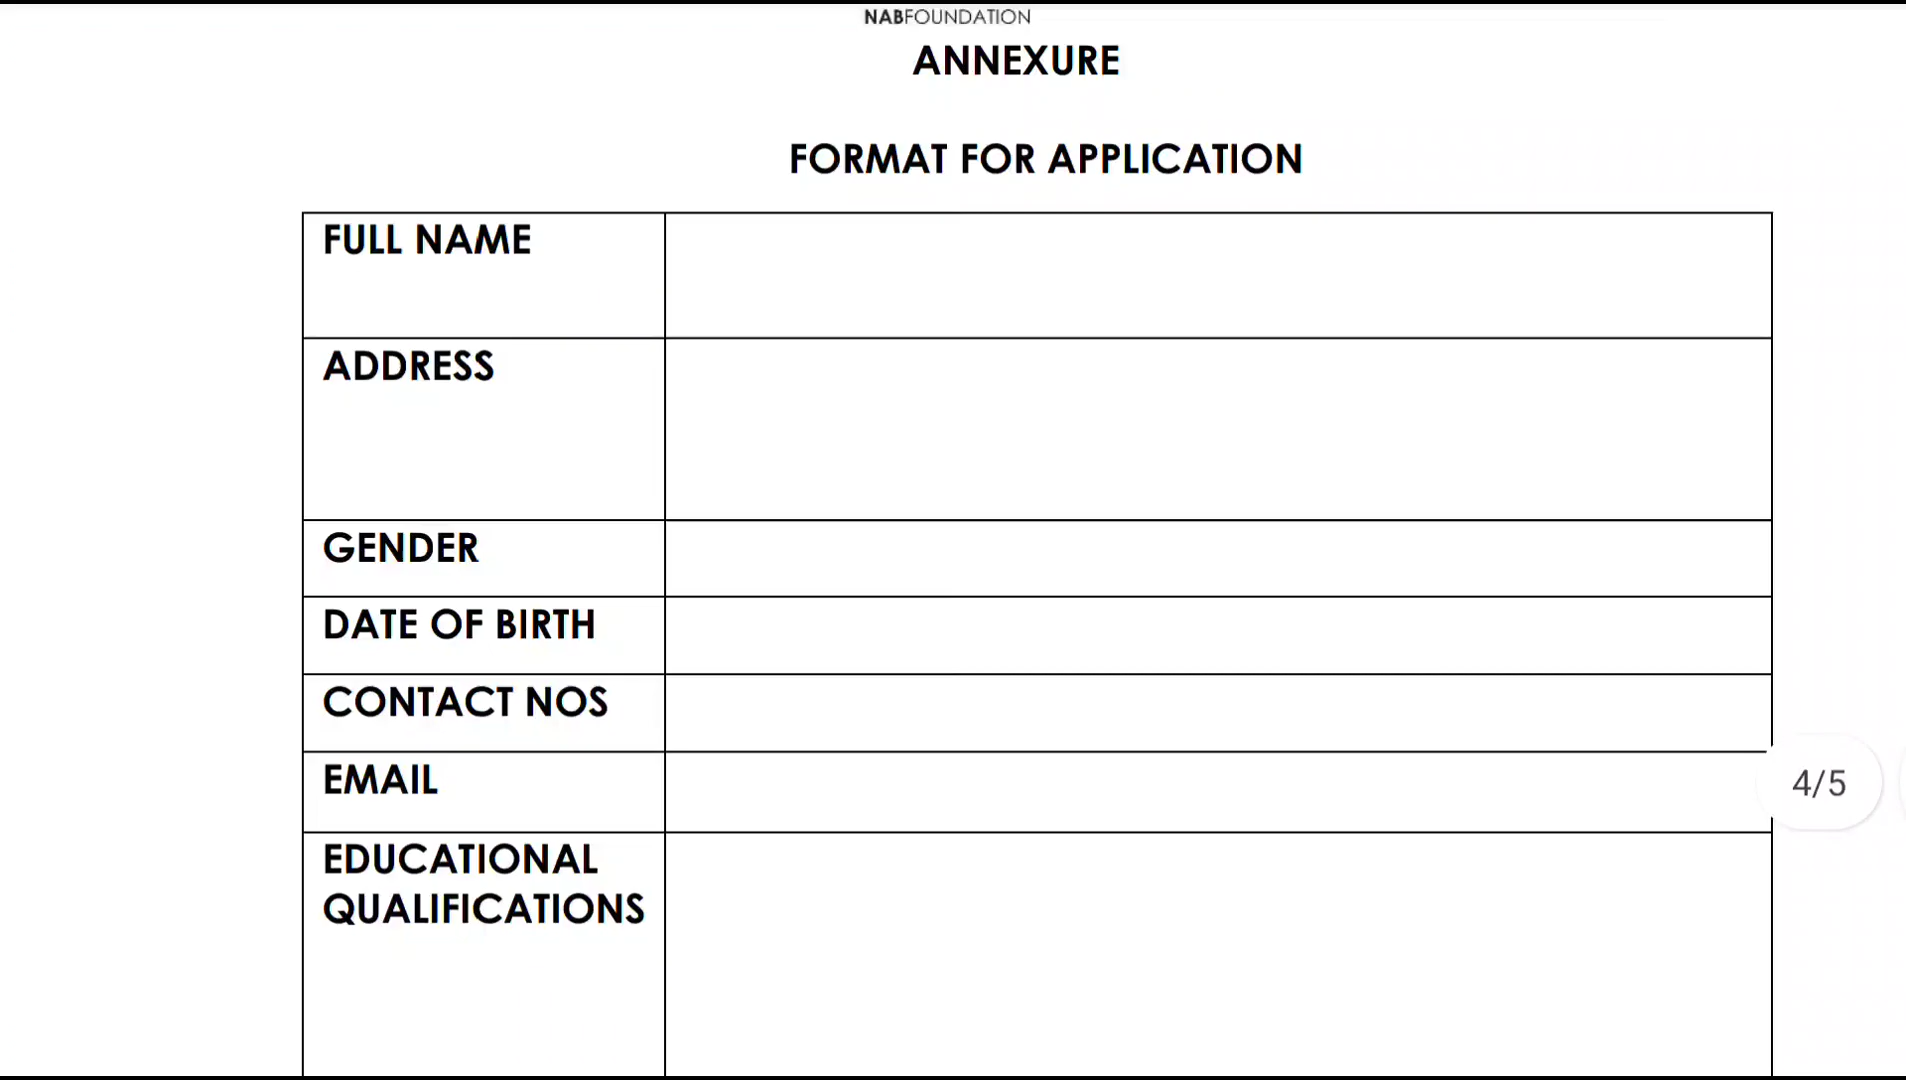 NABFOUNDATION
ANNEXURE
FORMAT FOR APPLICATION
FULL NAME
ADDRESS
GENDER
DATE OF BIRTH
CONTACT NOS
EMAIL
4/5
EDUCATIONAL
QUALIFICATIONS